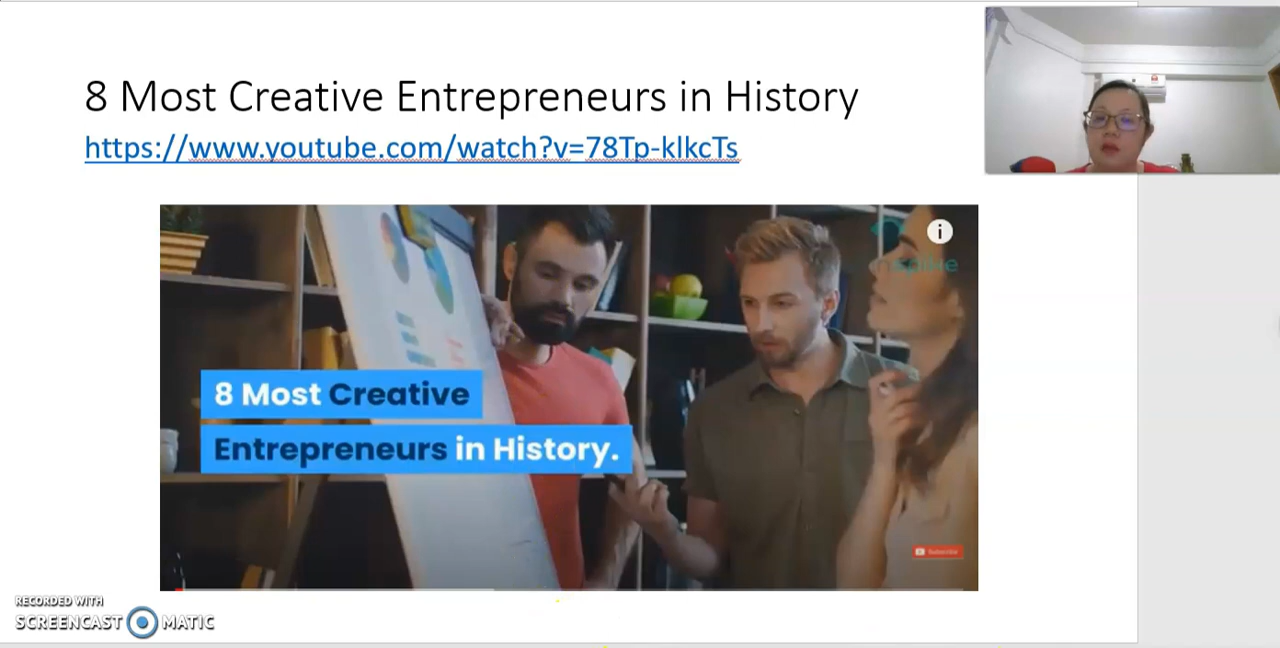 8 Most Creative Entrepreneurs in History
https://www.youtube.com/watch?v=78Tp-klkcTs
i
8 Most Creative
Entrepreneurs in History.
Subscribe
RECORDED WITH
SCREENCAST MATIC